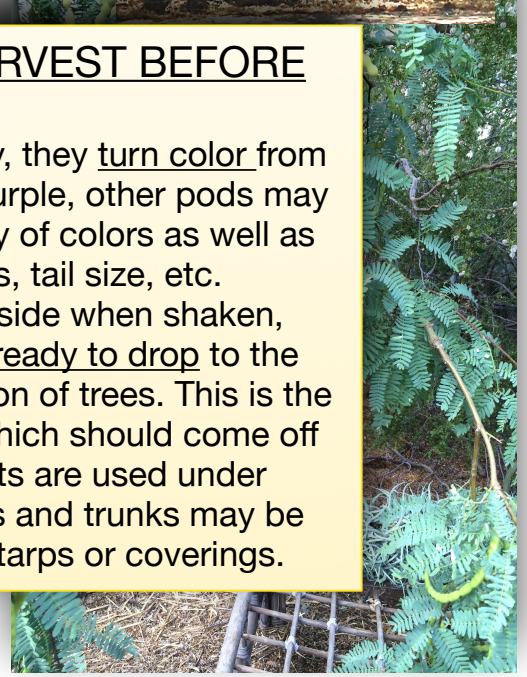 RVEST BEFORE
y, they turn color from
urple, other pods may
y of colors as well as
s, tail size, etc.
side when shaken,
ready to drop to the
on of trees. This is the
hich should come off
ts are used under
s and trunks may be
tarps or coverings.